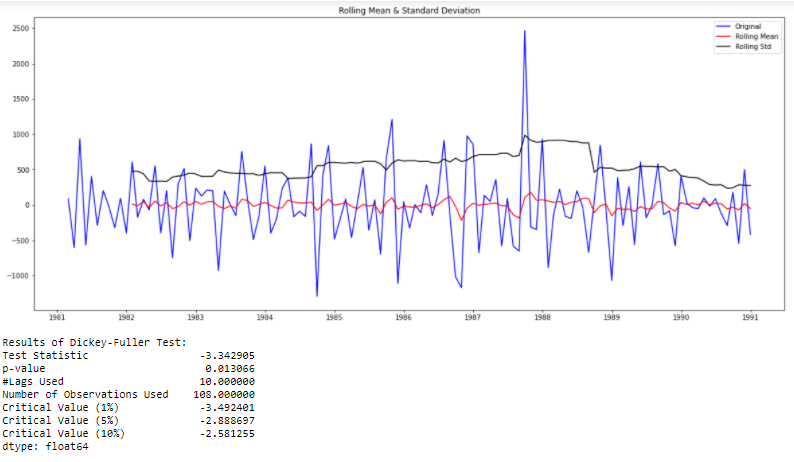 Rolling Mean & Standard Deviation
Original
Rolling Mean
Rolling Std
2500
2000
1500
1000
500
0
−500
−1000
1981 1982 1983 1984 1985 1986 1987 1988 1989 1990 1991
Results of Dickey-Fuller Test:
Test Statistic -3.342905
p-value 0.013066
#Lags Used 10.000000
Number of Observations Used 108.000000
Critical Value (1%) -3.492401
Critical Value (5%) -2.888697
Critical Value (10%) -2.581255
dtype: float64